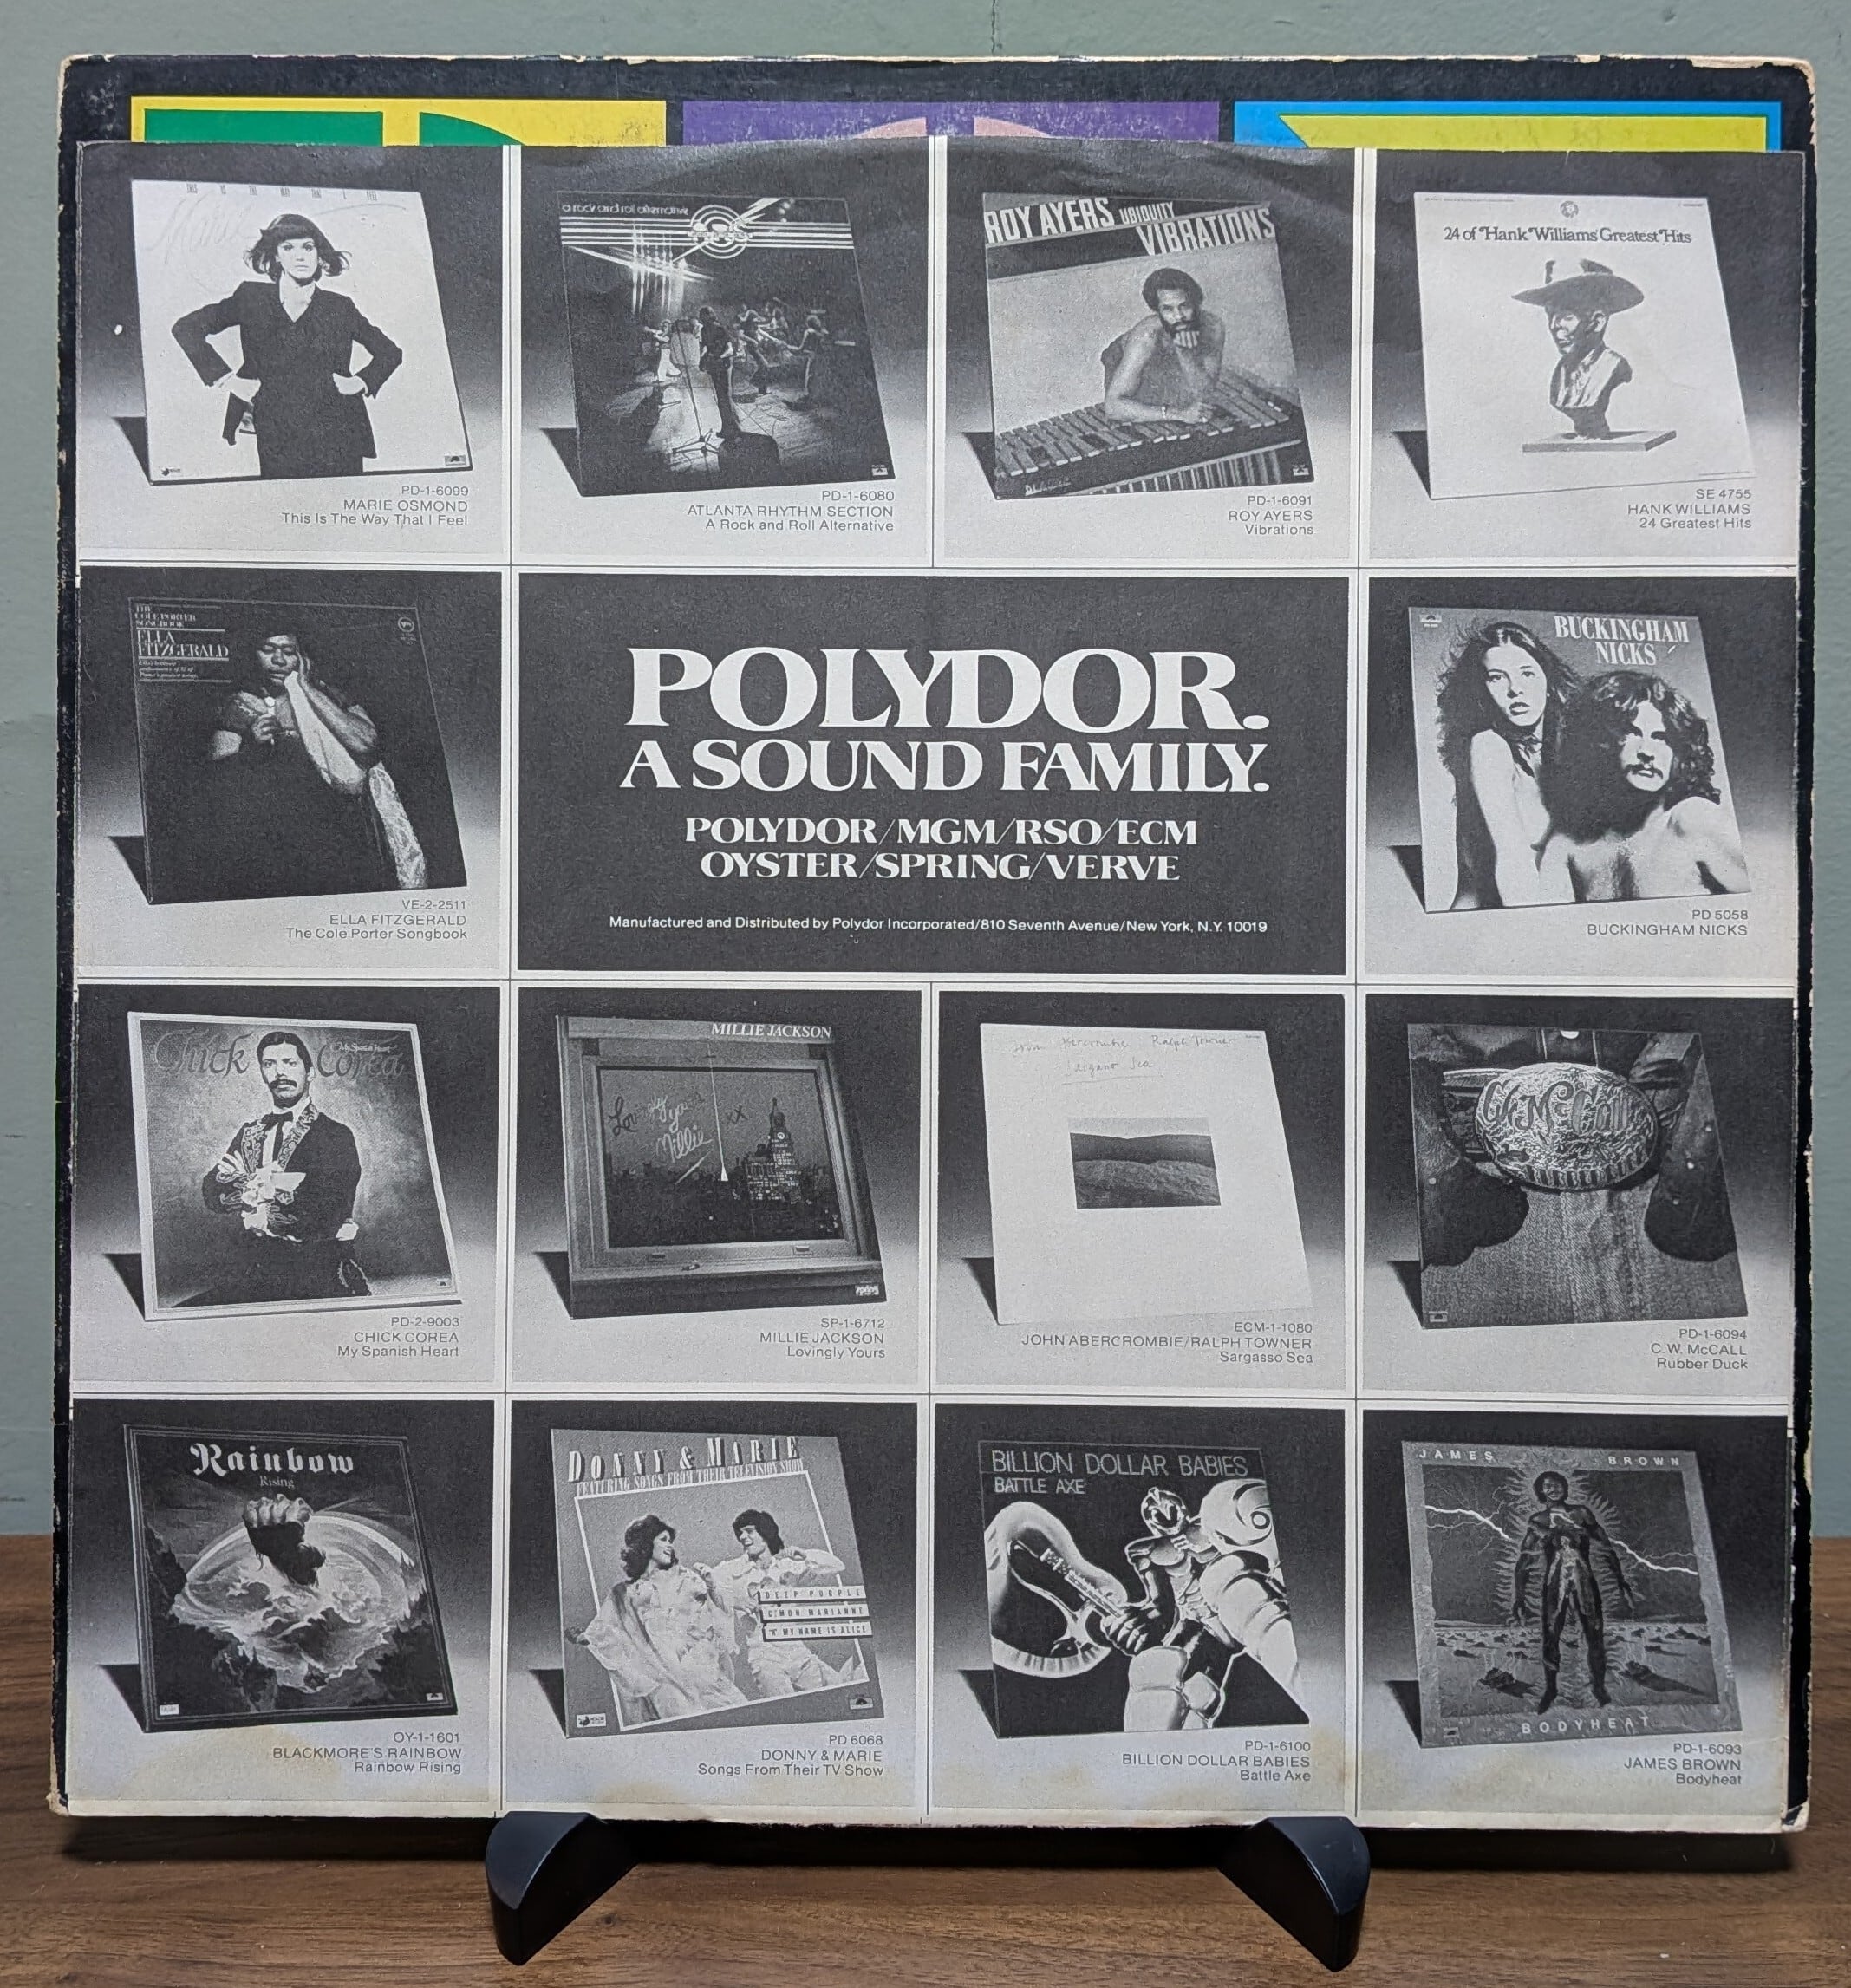 THIS IS THE WAY THAT I FEEL
Marie
PD-1-6099
MARIE OSMOND
This Is The Way That I Feel
a rock and roll alternative
PD-1-6080
ATLANTA RHYTHM SECTION
A Rock and Roll Alternative
ROY AYERS UBIQUITY
VIBRATIONS
PD-1-6091
ROY AYERS
Vibrations
24 of Hank Williams' Greatest Hits
SE 4755
HANK WILLIAMS
24 Greatest Hits
THE
COLE PORTER
SONGBOOK
ELLA
FITZGERALD
VE-2-2511
ELLA FITZGERALD
The Cole Porter Songbook
POLYDOR.
A SOUND FAMILY.
POLYDOR/MGM/RSO/ECM
OYSTER/SPRING/VERVE
Manufactured and Distributed by Polydor Incorporated/810 Seventh Avenue/New York, N.Y. 10019
BUCKINGHAM
NICKS
PD 5058
BUCKINGHAM NICKS
Chick Corea
My Spanish Heart
PD-2-9003
CHICK COREA
My Spanish Heart
MILLIE JACKSON
Lovingly yours
XX
Millie
spring
SP-1-6712
MILLIE JACKSON
Lovingly Yours
John Abercrombie Ralph Towner
Sargasso Sea
ECM-1-1080
JOHN ABERCROMBIE/RALPH TOWNER
Sargasso Sea
C.W. McCall
PD-1-6094
C.W. McCALL
Rubber Duck
Rainbow
Rising
OY-1-1601
BLACKMORE'S RAINBOW
Rainbow Rising
DONNY & MARIE
FEATURING SONGS FROM THEIR TELEVISION SHOW
DEEP PURPLE
C'MON MARIANNE
"A" MY NAME IS ALICE
PD 6068
DONNY & MARIE
Songs From Their TV Show
BILLION DOLLAR BABIES
BATTLE AXE
PD-1-6100
BILLION DOLLAR BABIES
Battle Axe
JAMES BROWN
BODYHEAT
PD-1-6093
JAMES BROWN
Bodyheat